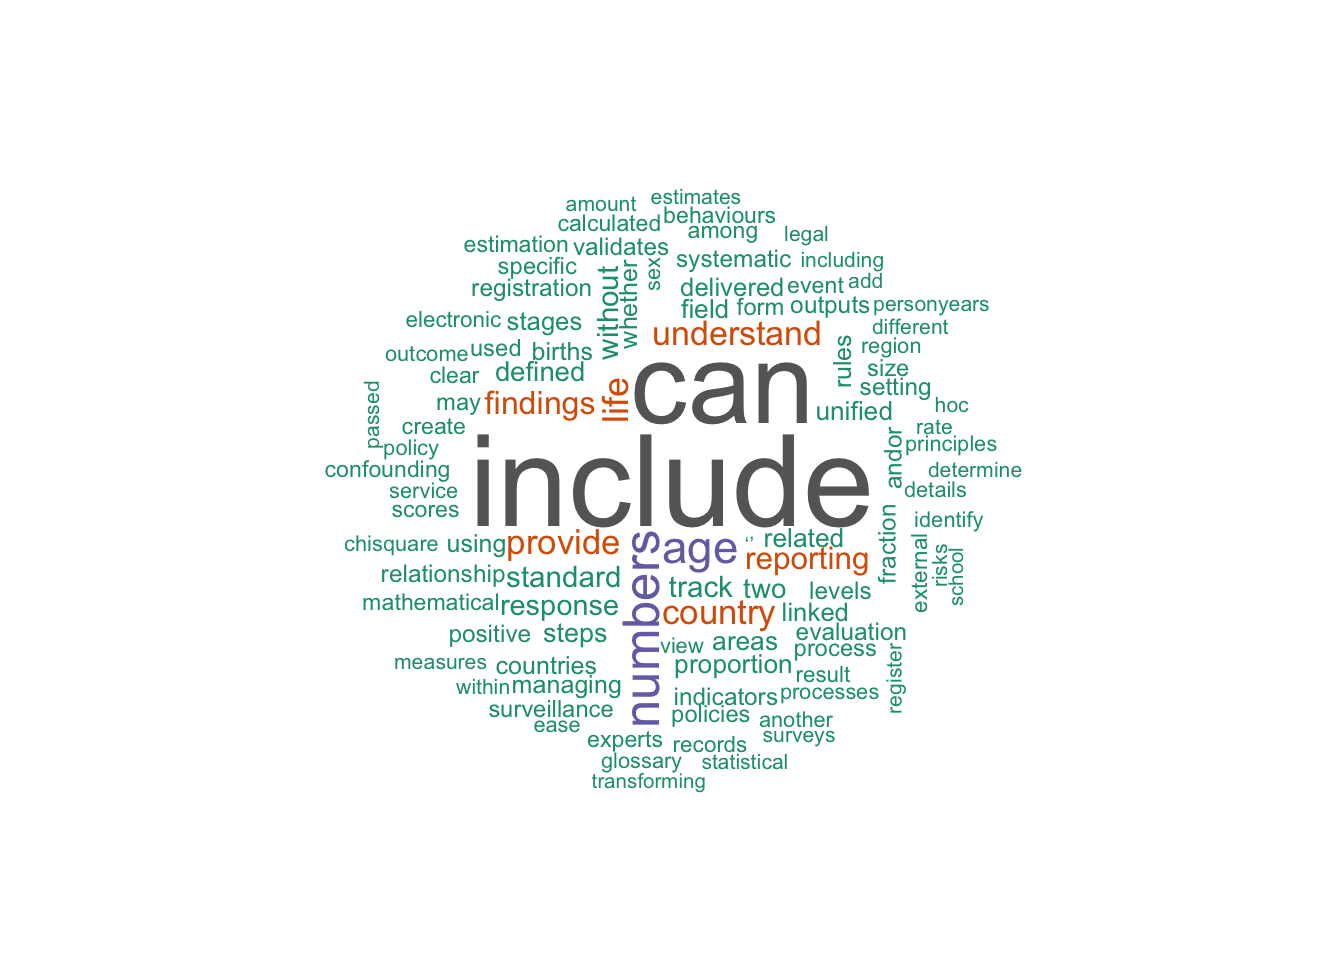 estimates
amount
behaviours
calculated
among
legal
estimation
validates
systematic
including
specific
sex
whether
without
registration
delivered
event
add
field
form
outputs
personyears
electronic
stages
understand
different
outcome
used
births
rules
region
clear
defined
can
size
setting
passed
may
findings
life
unified
hoc
create
rate
policy
andor
principles
confounding
include
determine
service
details
scores
identify
chisquare
using
provide
numbers
age
‘’
related
reporting
fraction
external
risks
school
relationship
standard
track
two
levels
mathematical
response
country
linked
positive
steps
view
areas
evaluation
process
measures
countries
proportion
result
register
within
managing
indicators
processes
surveillance
policies
another
ease
surveys
experts
records
glossary
statistical
transforming